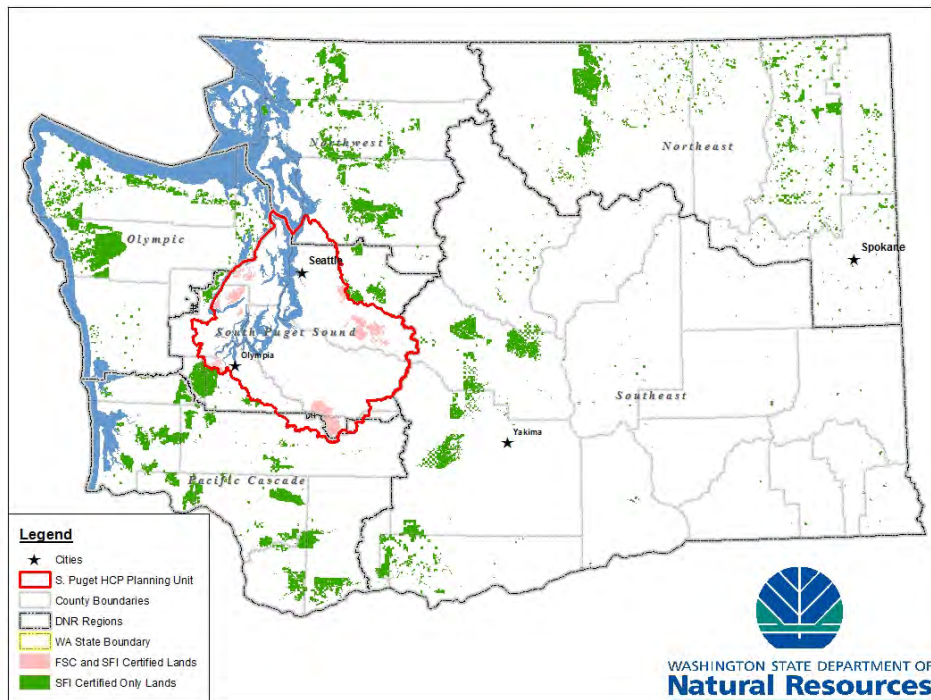 Northwest
Northeast
Olympic
Spokane
Seattle
South Puget Sound
Olympia
Southeast
Yakima
Pacific Cascade
Legend
Cities
S. Puget HCP Planning Unit
County Boundaries
DNR Regions
WA State Boundary
FSC and SFI Certified Lands
SFI Certified Only Lands
WASHINGTON STATE DEPARTMENT OF
Natural Resources